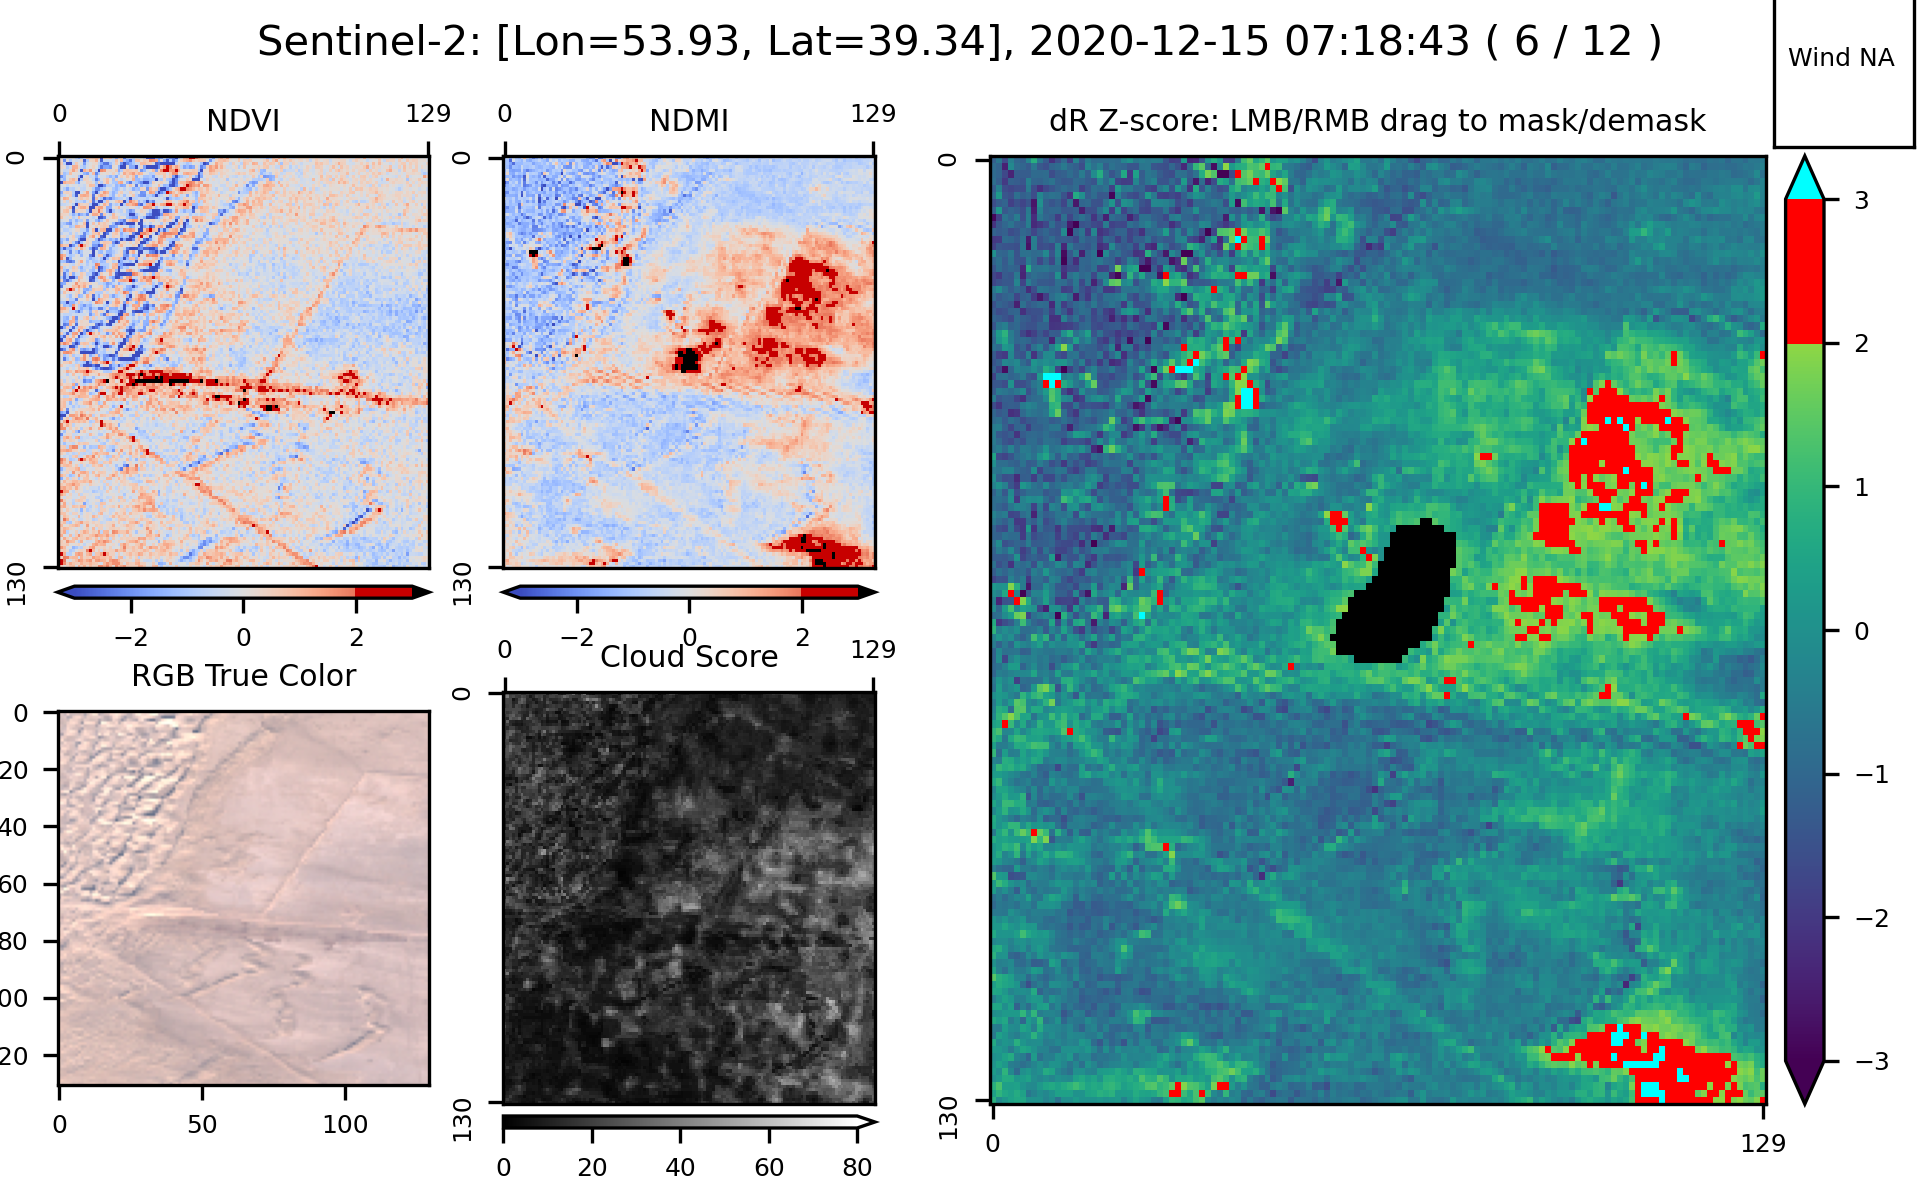 Sentinel-2: [Lon=53.93, Lat=39.34], 2020-12-15 07:18:43 ( 6 / 12 )
Wind NA
0 NDVI 129
0
130
−2 0 2
0 NDMI 129
0
130
−2 0 2
dR Z-score: LMB/RMB drag to mask/demask
0
130
0 129
3
2
1
0
−1
−2
−3
RGB True Color
0
20
40
60
80
00
20
0 50 100
0 Cloud Score 129
0
130
0 20 40 60 80